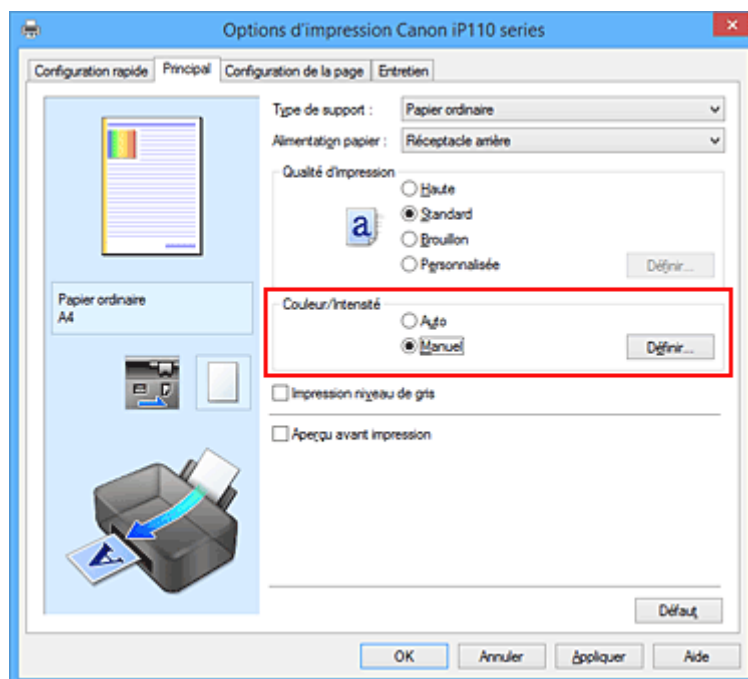 Options d'impression Canon iP110 series
Configuration rapide Principal Configuration de la page Entretien
Type de support : Papier ordinaire
Alimentation papier : Réceptacle arrière
Qualité d'impression
Haute
a Standard
Brouillon
Personnalisée Définir...
Papier ordinaire
A4
Couleur/Intensité
Auto
Manuel Définir...
Impression niveau de gris
Aperçu avant impression
A
Défaut
OK Annuler Appliquer Aide